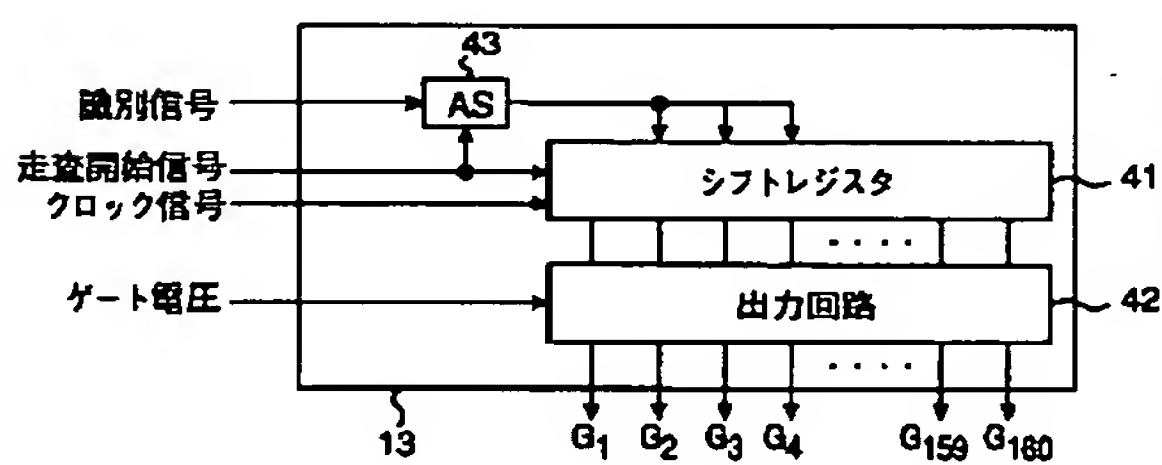 43
識別信号
AS
走査開始信号
シフトレジスタ
41
クロック信号
ゲート電圧
出力回路
42
13
G1 G2 G3 G4 G159 G160